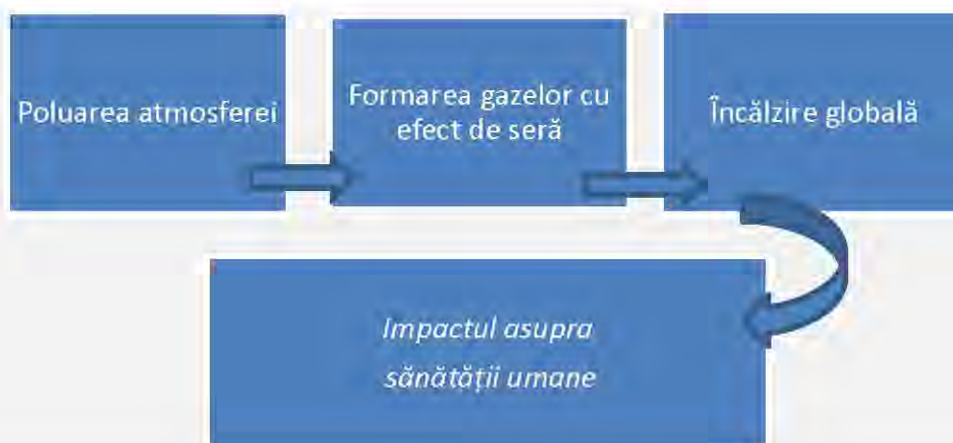 Poluarea atmosferei
Formarea gazelor cu
efect de seră
Încălzire globală
Impactul asupra
sănătății umane